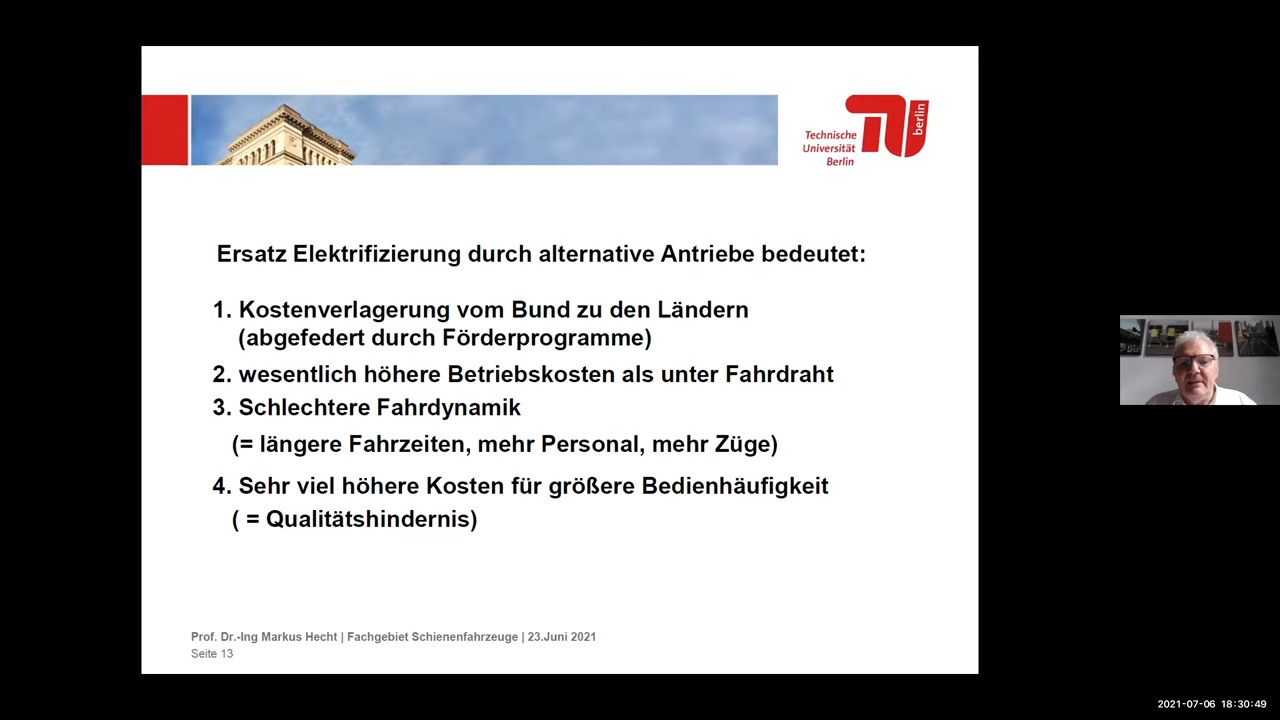 Technische
Universität
Berlin
berlin
Ersatz Elektrifizierung durch alternative Antriebe bedeutet:
1. Kostenverlagerung vom Bund zu den Ländern
(abgefedert durch Förderprogramme)
2. wesentlich höhere Betriebskosten als unter Fahrdraht
3. Schlechtere Fahrdynamik
(= längere Fahrzeiten, mehr Personal, mehr Züge)
4. Sehr viel höhere Kosten für größere Bedienhäufigkeit
( = Qualitätshindernis)
Prof. Dr.-Ing Markus Hecht | Fachgebiet Schienenfahrzeuge | 23.Juni 2021
Seite 13
2021-07-06 18:30:49